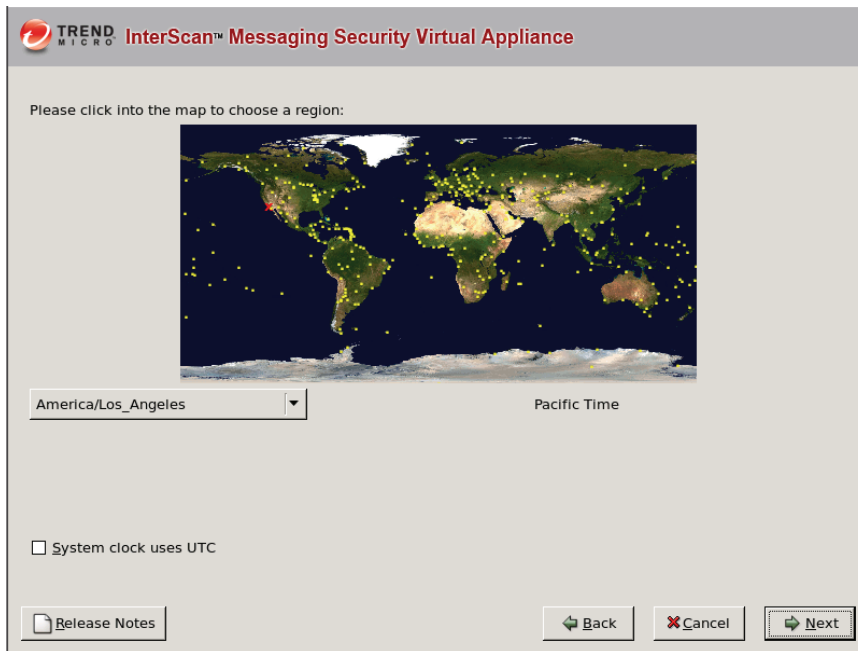 TREND MICRO InterScan™ Messaging Security Virtual Appliance
Please click into the map to choose a region:
America/Los_Angeles
Pacific Time
System clock uses UTC
Release Notes
Back
Cancel
Next